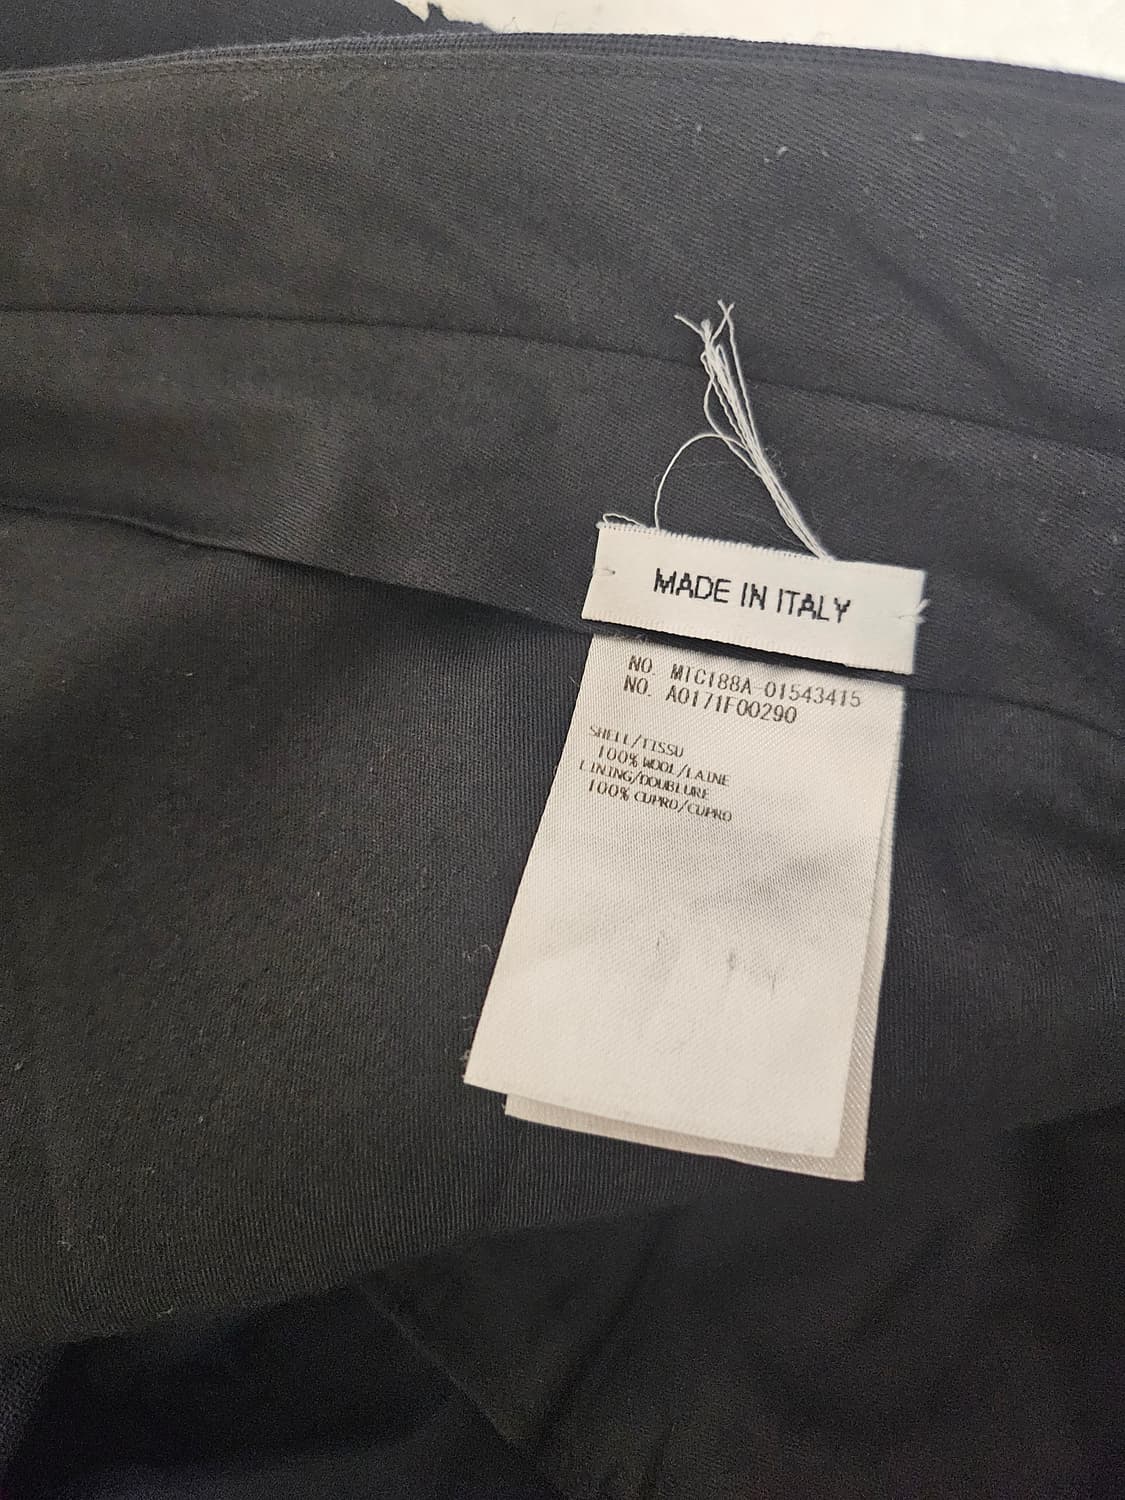 MADE IN ITALY
NO. MTC188A-01543415
NO. A0171F00290
SHELL/TISSU
100% WOOL/LAINE
LINING/DOUBLURE
100% CUPRO/CUPRO